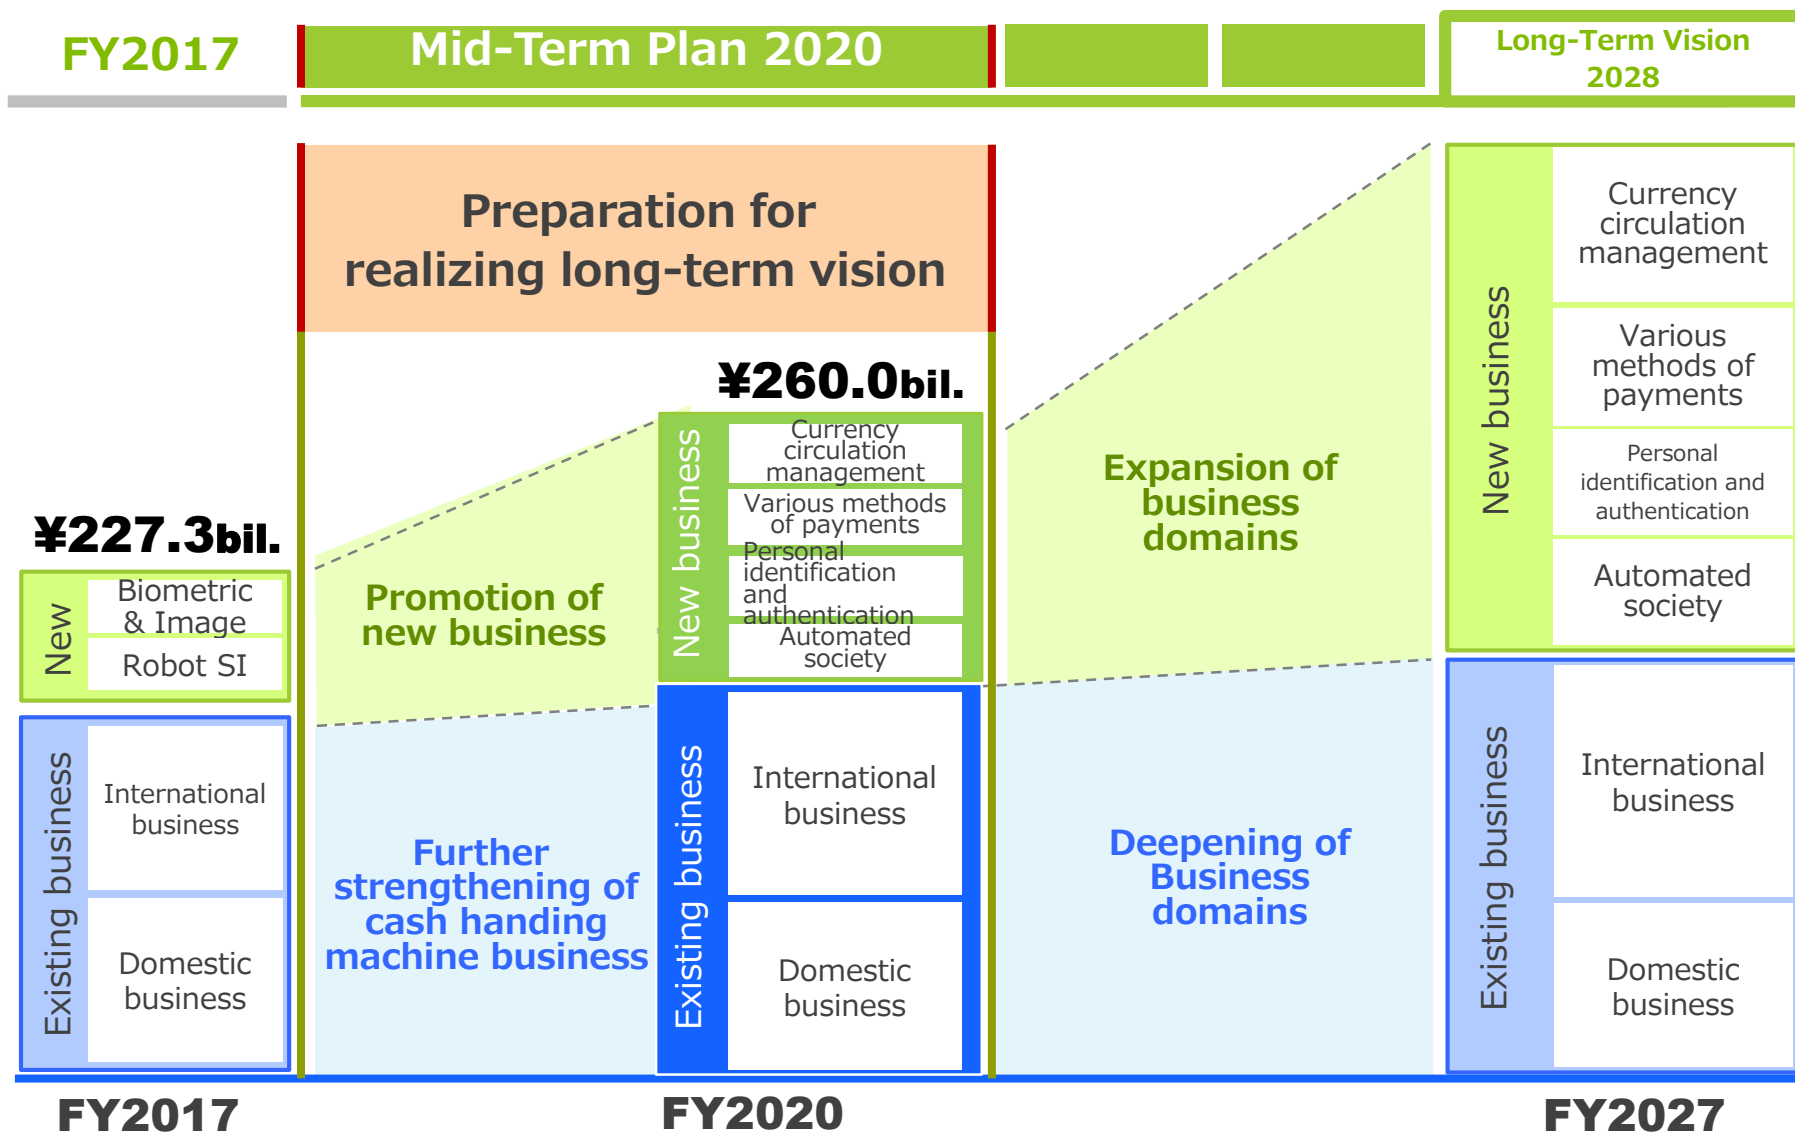 FY2017
Mid-Term Plan 2020
Long-Term Vision
2028
Preparation for
realizing long-term vision
¥227.3bil.
New
Biometric
& Image
Robot SI
Existing business
International
business
Domestic
business
Promotion of
new business
Further
strengthening of
cash handing
machine business
¥260.0bil.
New business
Currency
circulation
management
Various methods
of payments
Personal
identification
and
authentication
Automated
society
Existing business
International
business
Domestic
business
Expansion of
business
domains
Deepening of
Business
domains
New business
Currency
circulation
management
Various
methods of
payments
Personal
identification and
authentication
Automated
society
Existing business
International
business
Domestic
business
FY2017
FY2020
FY2027